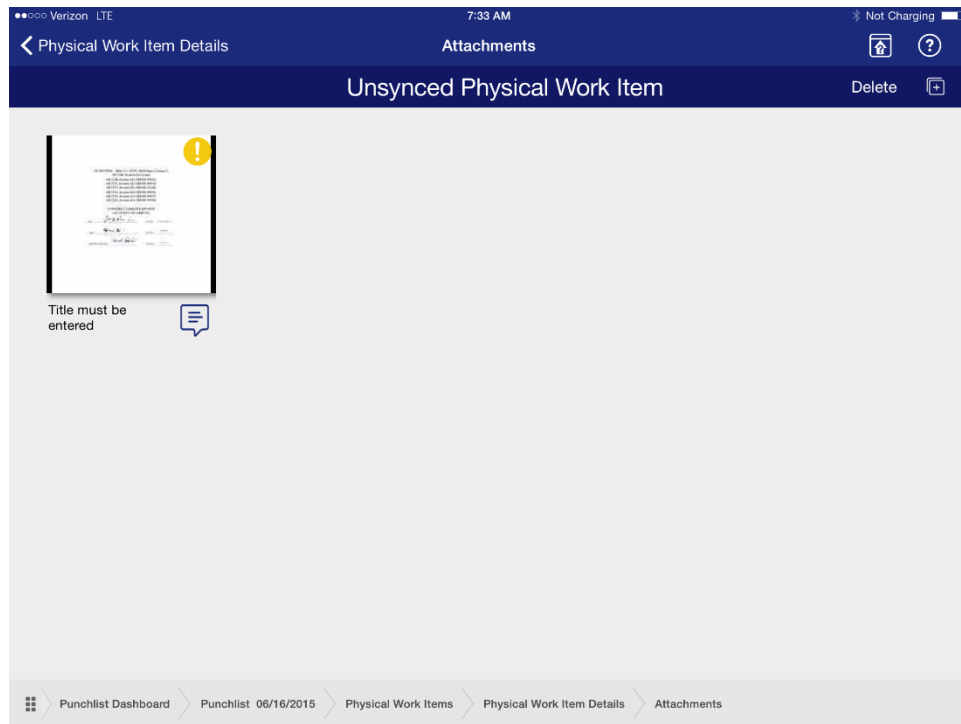 Verizon LTE 7:33 AM Not Charging
Physical Work Item Details Attachments
Unsynced Physical Work Item Delete
Title must be
entered
Punchlist Dashboard Punchlist 06/16/2015 Physical Work Items Physical Work Item Details Attachments